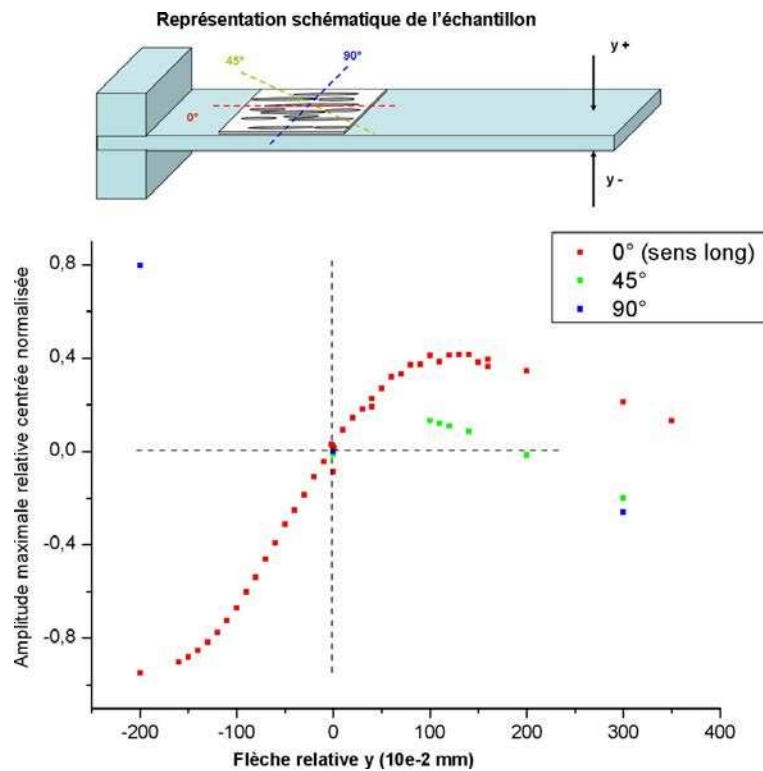 Représentation schématique de l'échantillon
y +
45°
90°
0°
y -
0° (sens long)
45°
90°
Amplitude maximale relative centrée normalisée
0,8
0,4
0,0
-0,4
-0,8
-200
-100
0
100
200
300
400
Flèche relative y (10e-2 mm)